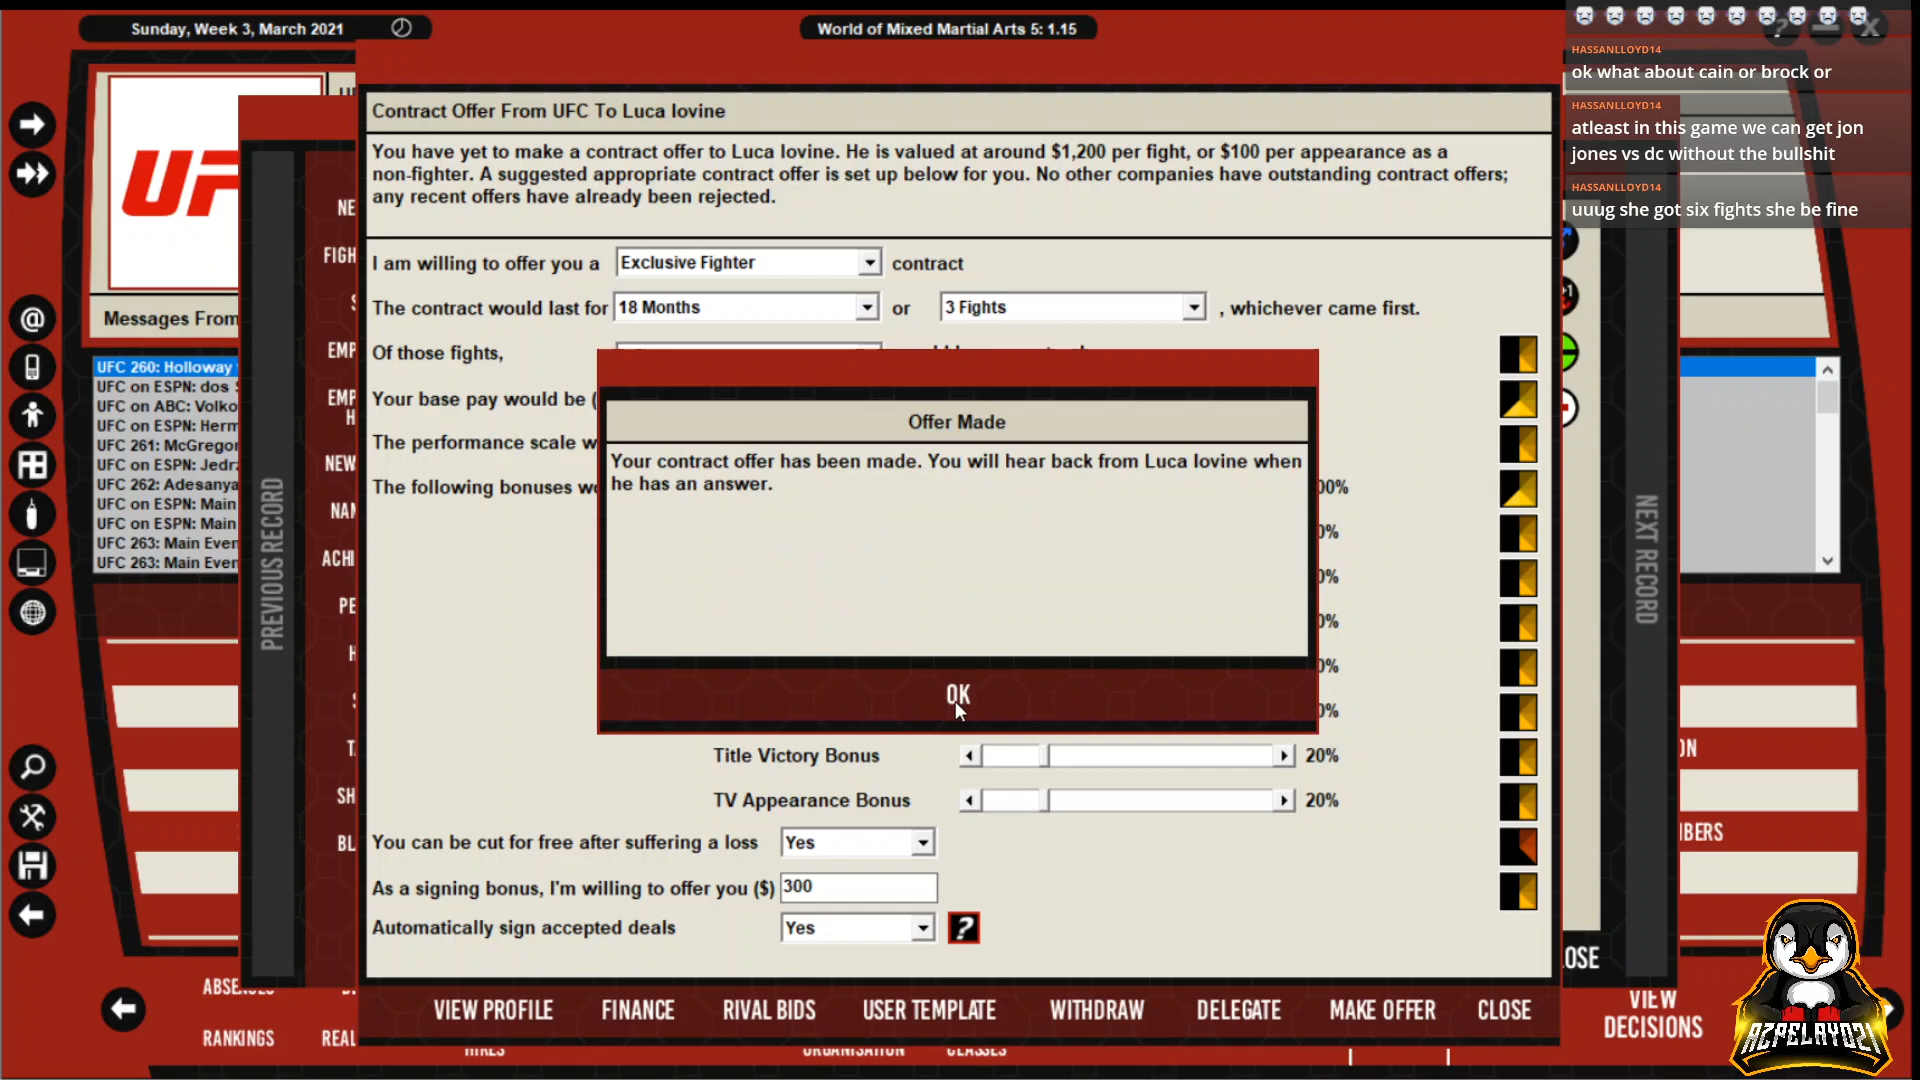 Sunday, Week 3, March 2021
World of Mixed Martial Arts 5: 1.15
HASSANLLOYD14
ok what about cain or brock or
HASSANLLOYD14
atleast in this game we can get jon
jones vs dc without the bullshit
HASSANLLOYD14
uuug she got six fights she be fine
Contract Offer From UFC To Luca Iovine
You have yet to make a contract offer to Luca Iovine. He is valued at around $1,200 per fight, or $100 per appearance as a
non-fighter. A suggested appropriate contract offer is set up below for you. No other companies have outstanding contract offers;
any recent offers have already been rejected.
I am willing to offer you a Exclusive Fighter contract
The contract would last for 18 Months or 3 Fights , whichever came first.
Of those fights,
Your base pay would be (
The performance scale w
The following bonuses wo
Offer Made
Your contract offer has been made. You will hear back from Luca Iovine when
he has an answer.
OK
Title Victory Bonus 20%
TV Appearance Bonus 20%
You can be cut for free after suffering a loss Yes
As a signing bonus, I'm willing to offer you ($) 300
Automatically sign accepted deals Yes ?
VIEW PROFILE FINANCE RIVAL BIDS USER TEMPLATE WITHDRAW DELEGATE MAKE OFFER CLOSE
Messages From
UFC 260: Holloway
UFC on ESPN: dos S
UFC on ABC: Volko
UFC on ESPN: Herm
UFC 261: McGregor
UFC on ESPN: Jedrz
UFC 262: Adesanya
UFC on ESPN: Main
UFC on ESPN: Main
UFC 263: Main Even
UFC 263: Main Even
PREVIOUS RECORD
NEXT RECORD
RANKINGS
VIEW
DECISIONS
AZPELAYO21